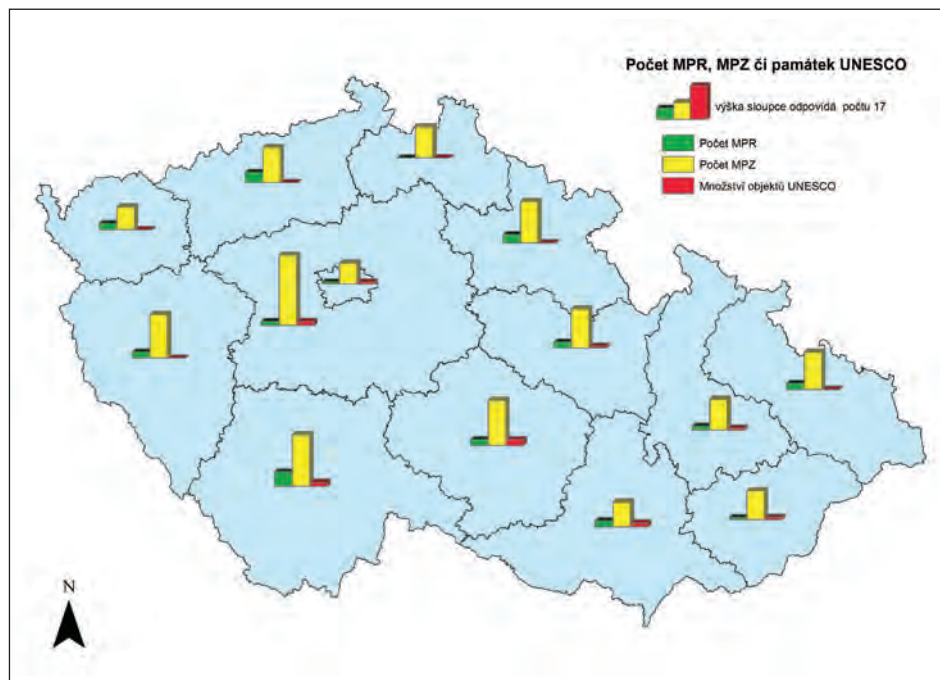 Počet MPR, MPZ či památek UNESCO
výška sloupce odpovídá počtu 17
Počet MPR
Počet MPZ
Množství objektů UNESCO
N